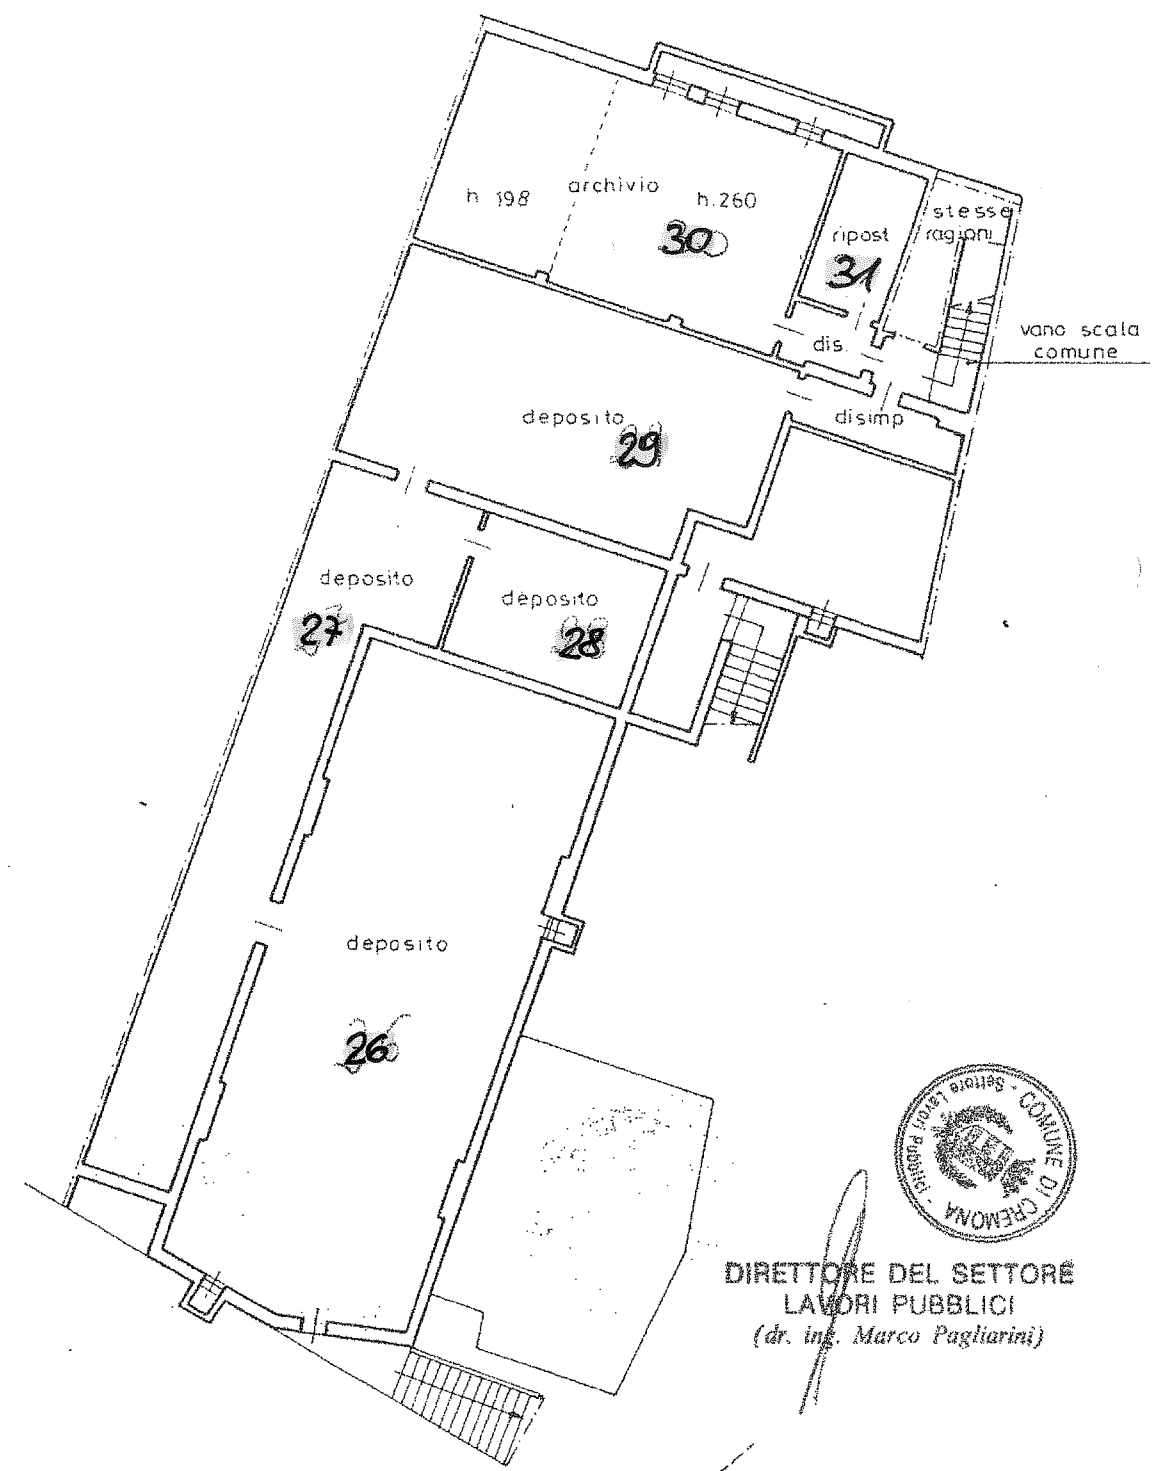 h 198
archivio
h.260
30
ripost
31
stesse
ragioni
dis.
vano scala
comune
disimp
deposito
29
deposito
27
deposito
28
deposito
26
COMUNE DI CREMONA - Settore Lavori Pubblici -
DIRETTORE DEL SETTORE
LAVORI PUBBLICI
(dr. ing. Marco Pagliarini)